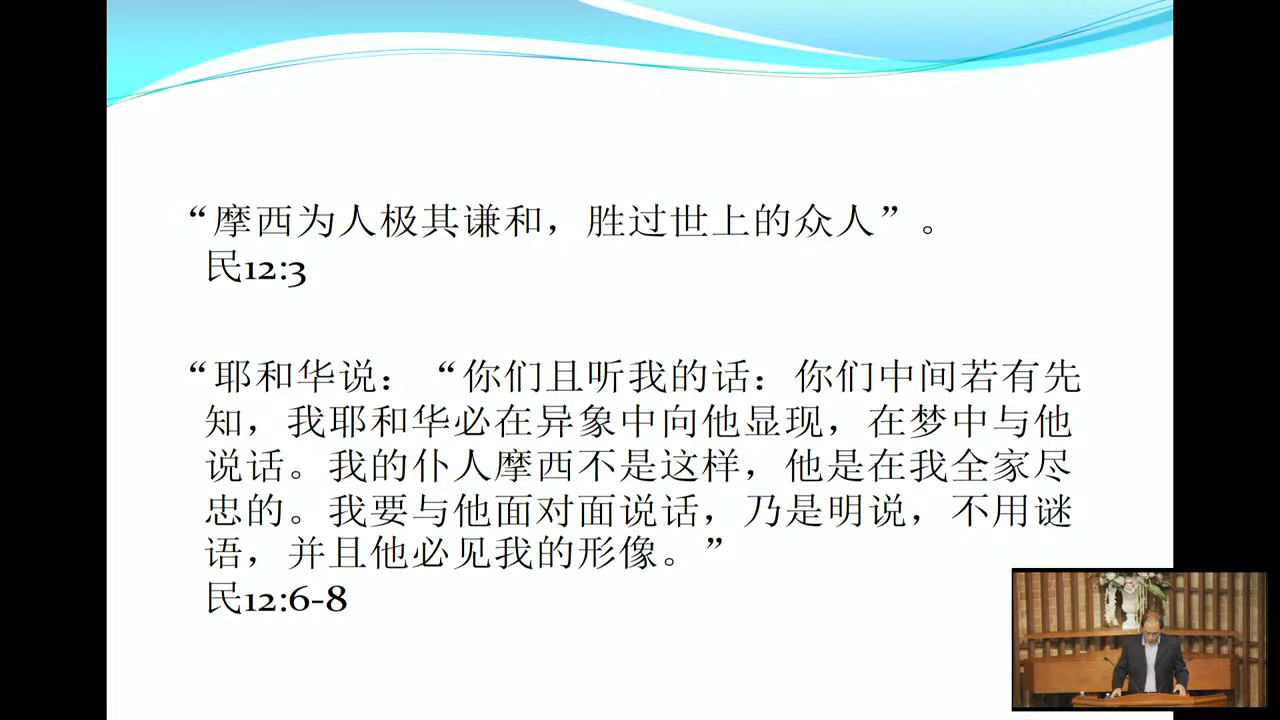 “摩西为人极其谦和，胜过世上的众人”。
民12:3
“耶和华说：“你们且听我的话：你们中间若有先
知，我耶和华必在异象中向他显现，在梦中与他
说话。我的仆人摩西不是这样，他是在我全家尽
忠的。我要与他面对面说话，乃是明说，不用谜
语，并且他必见我的形像。”
民12:6-8